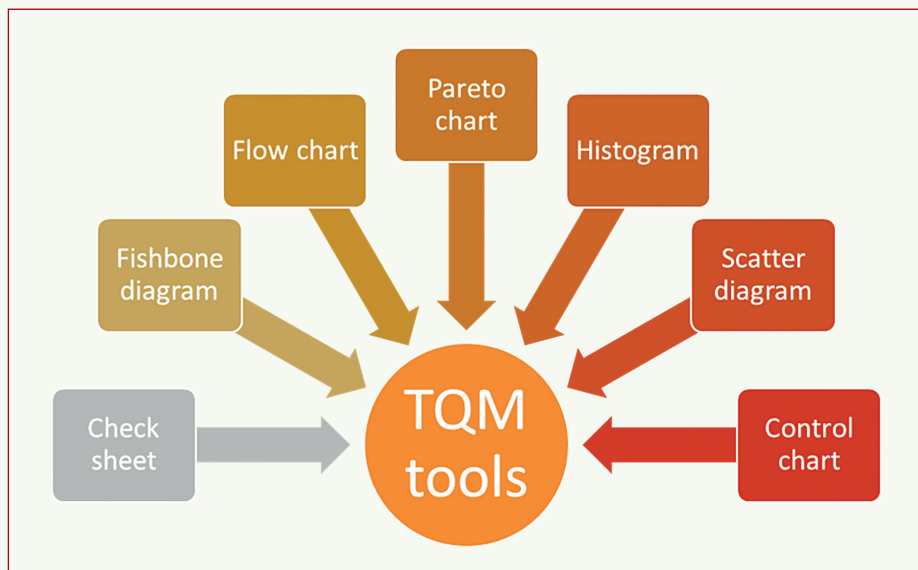 Pareto
chart
Flow chart
Histogram
Fishbone
diagram
Scatter
diagram
Check
sheet
TQM
tools
Control
chart